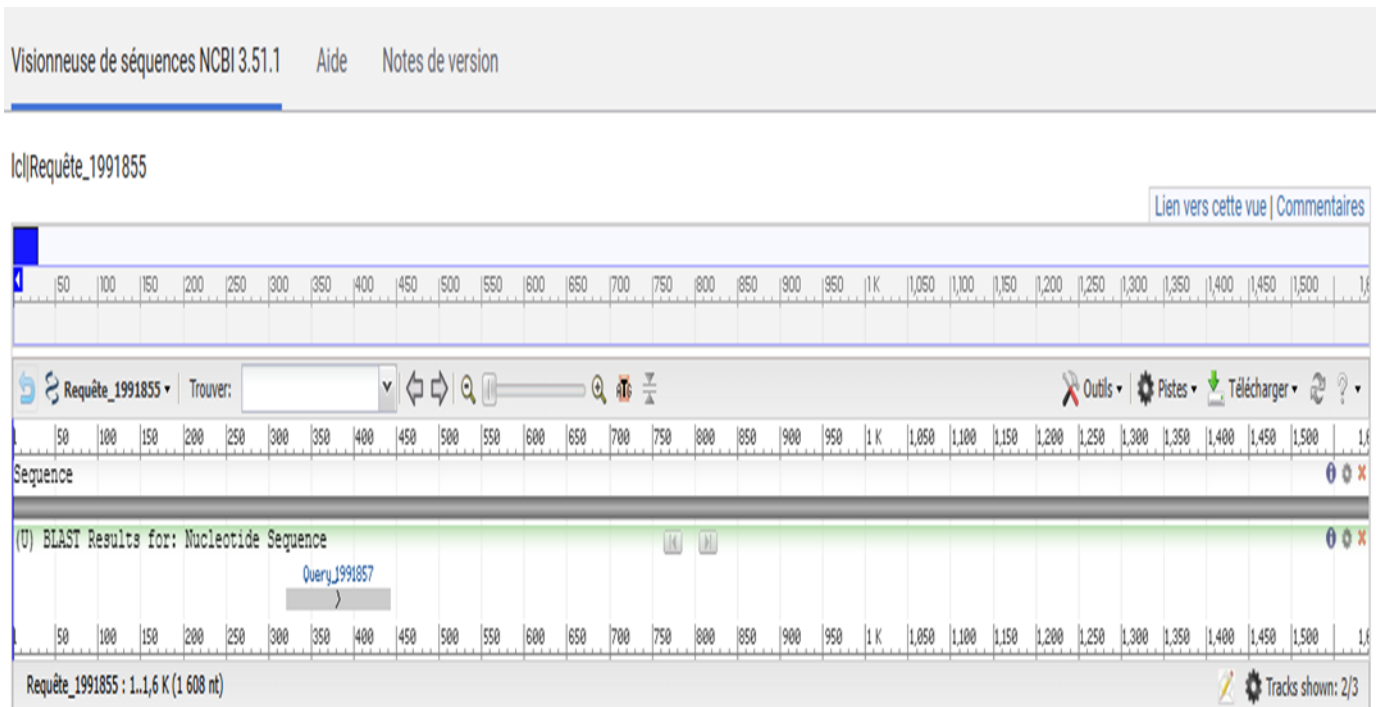 Visionneuse de séquences NCBI 3.51.1 Aide Notes de version
lcl|Requête_1991855
Lien vers cette vue | Commentaires
50 100 150 200 250 300 350 400 450 500 550 600 650 700 750 800 850 900 950 1 K 1,050 1,100 1,150 1,200 1,250 1,300 1,350 1,400 1,450 1,500
Requête_1991855 Trouver: Outils Pistes Télécharger ?
50 100 150 200 250 300 350 400 450 500 550 600 650 700 750 800 850 900 950 1 K 1,050 1,100 1,150 1,200 1,250 1,300 1,350 1,400 1,450 1,500
Sequence
(U) BLAST Results for: Nucleotide Sequence
Query_1991857
50 100 150 200 250 300 350 400 450 500 550 600 650 700 750 800 850 900 950 1 K 1,050 1,100 1,150 1,200 1,250 1,300 1,350 1,400 1,450 1,500
Requête_1991855 : 1..1,6 K (1 608 nt) Tracks shown: 2/3